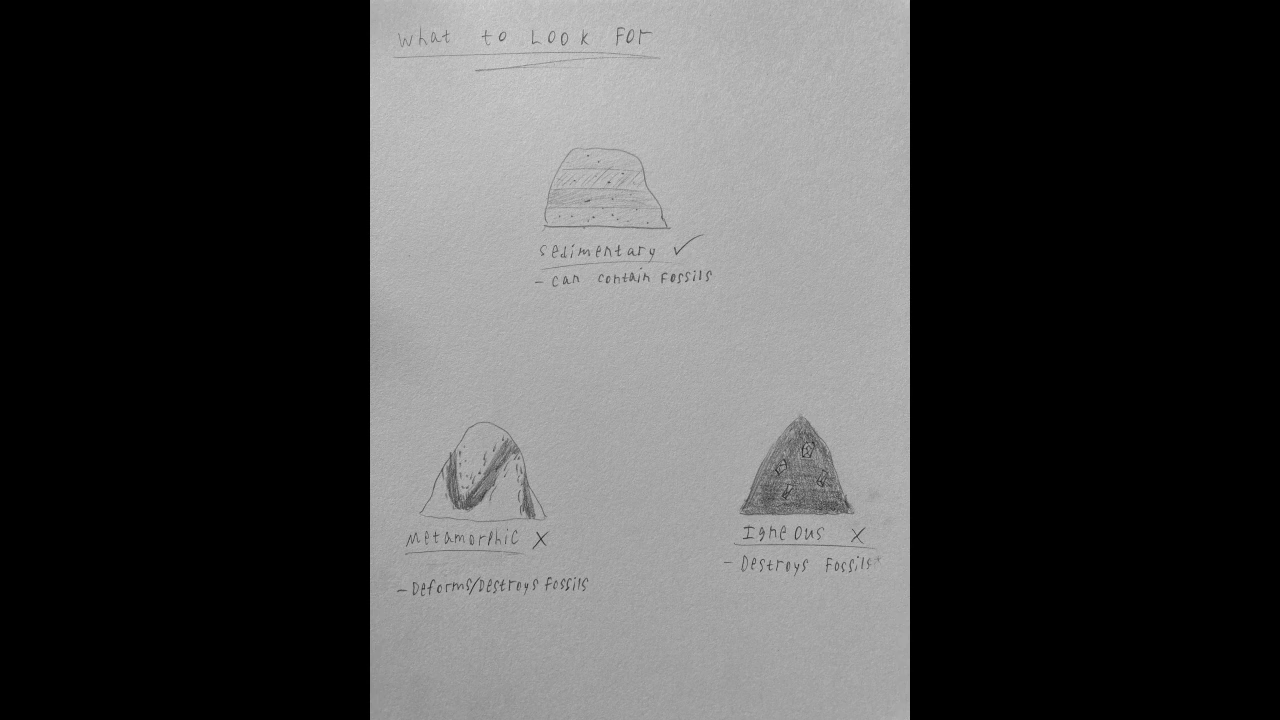 What to Look For
Sedimentary ✓
- can contain Fossils
Metamorphic X
- Deforms/Destroys Fossils
Igneous X
- Destroys Fossils*